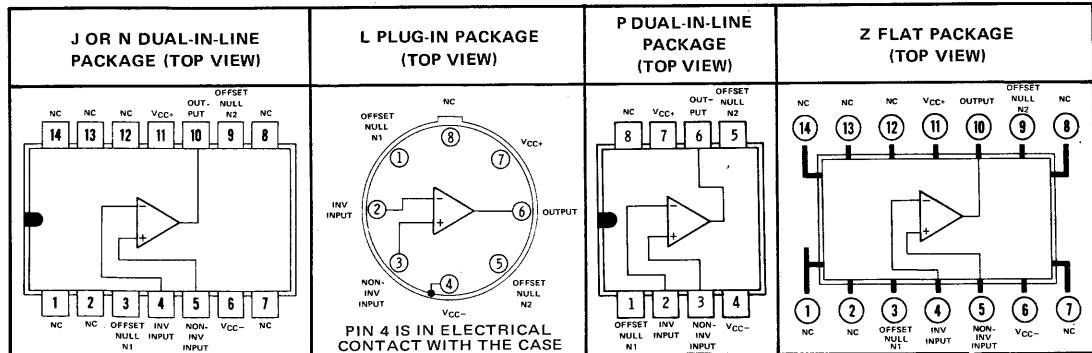 J OR N DUAL-IN-LINE
PACKAGE (TOP VIEW)
NC NC NC VCC+ OUT-PUT OFFSET NULL N2 NC
14 13 12 11 10 9 8
- +
1 2 3 4 5 6 7
NC NC OFFSET NULL N1 INV INPUT NON-INV INPUT VCC− NC
L PLUG-IN PACKAGE
(TOP VIEW)
NC
OFFSET NULL N1
8
1
7
VCC+
INV INPUT
2
- +
6
OUTPUT
3
NON-INV INPUT
4
5
OFFSET NULL N2
VCC−
PIN 4 IS IN ELECTRICAL
CONTACT WITH THE CASE
P DUAL-IN-LINE
PACKAGE
(TOP VIEW)
NC VCC+ OUT-PUT OFFSET NULL N2
8 7 6 5
- +
1 2 3 4
OFFSET NULL N1 INV INPUT NON-INV INPUT VCC−
Z FLAT PACKAGE
(TOP VIEW)
NC NC NC VCC+ OUTPUT OFFSET NULL N2 NC
14 13 12 11 10 9 8
- +
1 2 3 4 5 6 7
NC NC OFFSET NULL N1 INV INPUT NON-INV INPUT VCC− NC